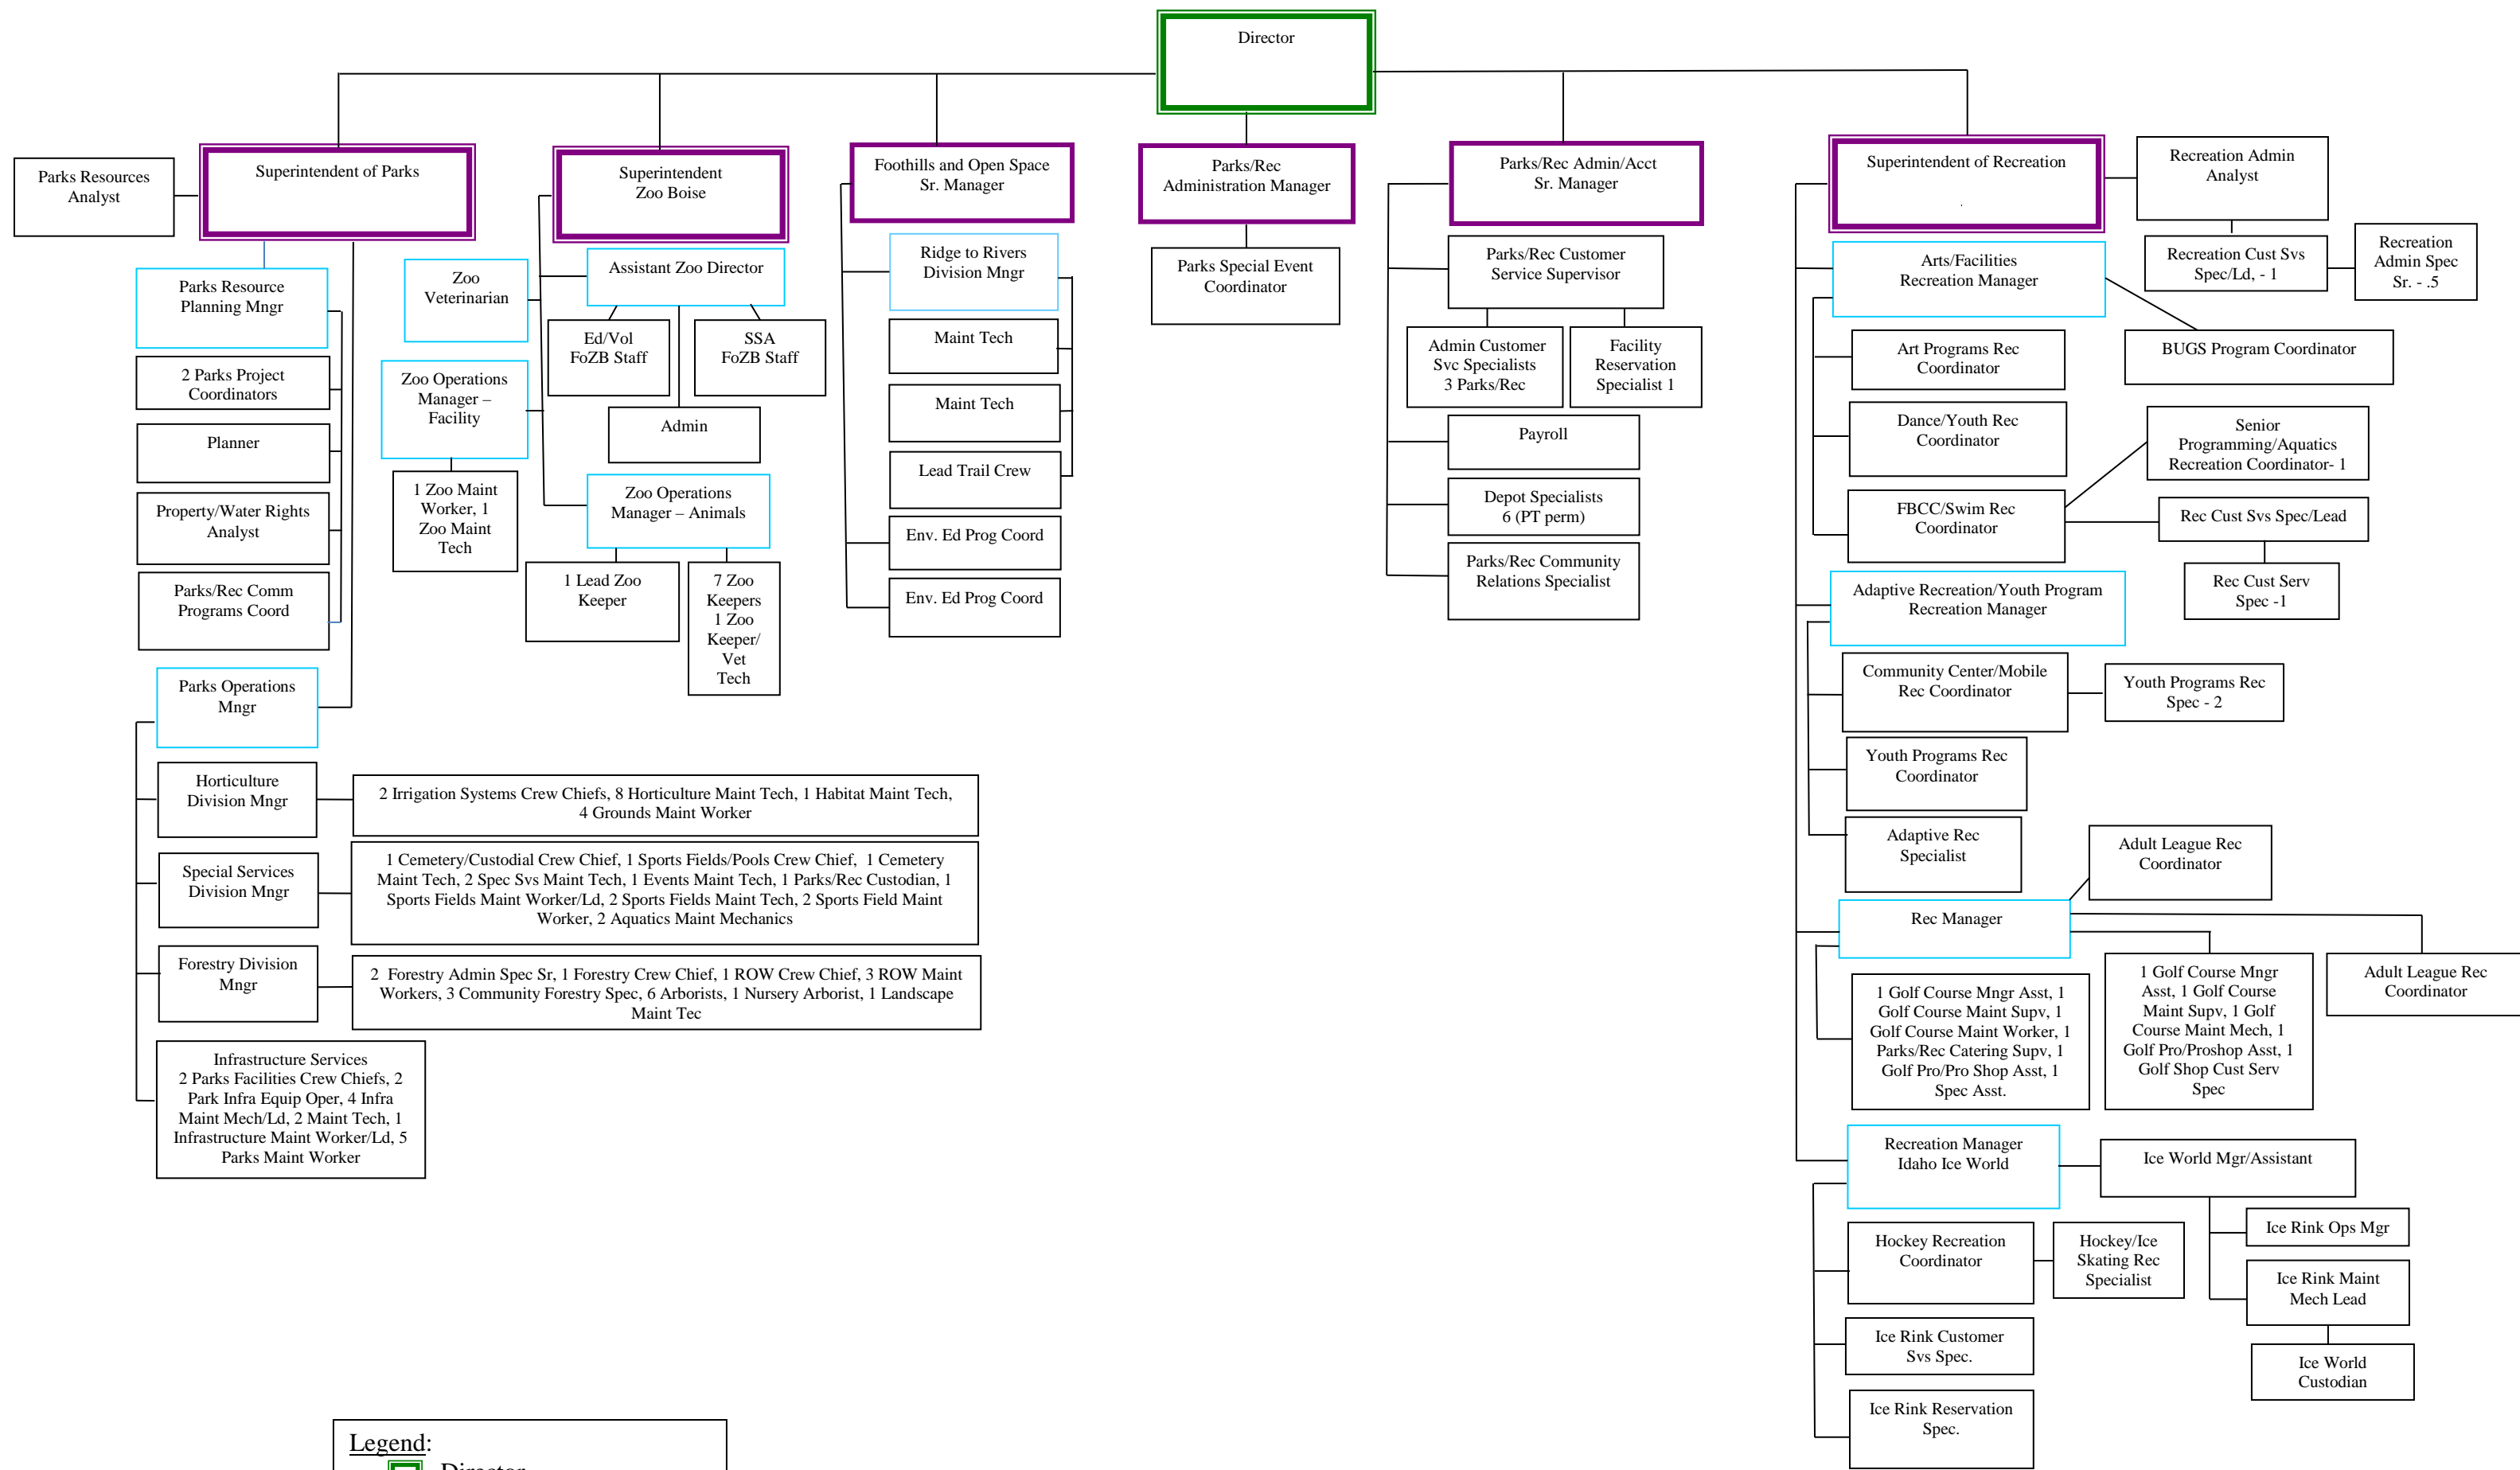 Director
Parks Resources
Analyst
Superintendent of Parks
Superintendent
Zoo Boise
Foothills and Open Space
Sr. Manager
Parks/Rec
Administration Manager
Parks/Rec Admin/Acct
Sr. Manager
Superintendent of Recreation
.
Recreation Admin
Analyst
Parks Resource
Planning Mngr
2 Parks Project
Coordinators
Planner
Property/Water Rights
Analyst
Parks/Rec Comm
Programs Coord
Parks Operations
Mngr
Horticulture
Division Mngr
2 Irrigation Systems Crew Chiefs, 8 Horticulture Maint Tech, 1 Habitat Maint Tech,
4 Grounds Maint Worker
Special Services
Division Mngr
1 Cemetery/Custodial Crew Chief, 1 Sports Fields/Pools Crew Chief, 1 Cemetery
Maint Tech, 2 Spec Svs Maint Tech, 1 Events Maint Tech, 1 Parks/Rec Custodian, 1
Sports Fields Maint Worker/Ld, 2 Sports Fields Maint Tech, 2 Sports Field Maint
Worker, 2 Aquatics Maint Mechanics
Forestry Division
Mngr
2 Forestry Admin Spec Sr, 1 Forestry Crew Chief, 1 ROW Crew Chief, 3 ROW Maint
Workers, 3 Community Forestry Spec, 6 Arborists, 1 Nursery Arborist, 1 Landscape
Maint Tec
Infrastructure Services
2 Parks Facilities Crew Chiefs, 2
Park Infra Equip Oper, 4 Infra
Maint Mech/Ld, 2 Maint Tech, 1
Infrastructure Maint Worker/Ld, 5
Parks Maint Worker
Zoo
Veterinarian
Assistant Zoo Director
Ed/Vol
FoZB Staff
SSA
FoZB Staff
Admin
Zoo Operations
Manager –
Facility
1 Zoo Maint
Worker, 1
Zoo Maint
Tech
Zoo Operations
Manager – Animals
1 Lead Zoo
Keeper
7 Zoo
Keepers
1 Zoo
Keeper/
Vet
Tech
Ridge to Rivers
Division Mngr
Maint Tech
Maint Tech
Lead Trail Crew
Env. Ed Prog Coord
Env. Ed Prog Coord
Parks Special Event
Coordinator
Parks/Rec Customer
Service Supervisor
Admin Customer
Svc Specialists
3 Parks/Rec
Facility
Reservation
Specialist 1
Payroll
Depot Specialists
6 (PT perm)
Parks/Rec Community
Relations Specialist
Recreation Cust Svs
Spec/Ld, - 1
Recreation
Admin Spec
Sr. - .5
Arts/Facilities
Recreation Manager
BUGS Program Coordinator
Art Programs Rec
Coordinator
Dance/Youth Rec
Coordinator
Senior
Programming/Aquatics
Recreation Coordinator- 1
FBCC/Swim Rec
Coordinator
Rec Cust Svs Spec/Lead
Rec Cust Serv
Spec -1
Adaptive Recreation/Youth Program
Recreation Manager
Community Center/Mobile
Rec Coordinator
Youth Programs Rec
Spec - 2
Youth Programs Rec
Coordinator
Adaptive Rec
Specialist
Adult League Rec
Coordinator
Rec Manager
1 Golf Course Mngr Asst, 1
Golf Course Maint Supv, 1
Golf Course Maint Worker, 1
Parks/Rec Catering Supv, 1
Golf Pro/Pro Shop Asst, 1
Spec Asst.
1 Golf Course Mngr
Asst, 1 Golf Course
Maint Supv, 1 Golf
Course Maint Mech, 1
Golf Pro/Proshop Asst, 1
Golf Shop Cust Serv
Spec
Adult League Rec
Coordinator
Recreation Manager
Idaho Ice World
Ice World Mgr/Assistant
Ice Rink Ops Mgr
Ice Rink Maint
Mech Lead
Ice World
Custodian
Hockey Recreation
Coordinator
Hockey/Ice
Skating Rec
Specialist
Ice Rink Customer
Svs Spec.
Ice Rink Reservation
Spec.
Legend:
Director